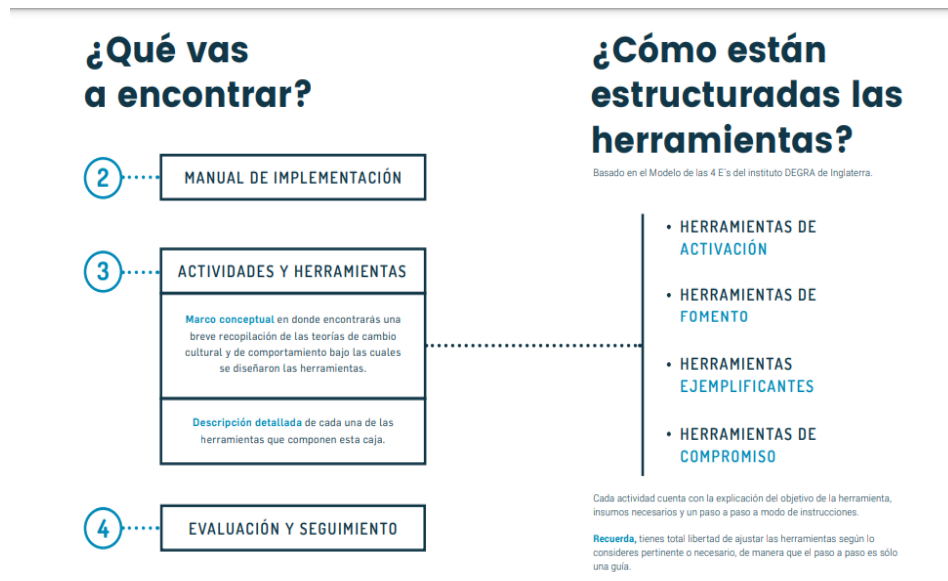 ¿Qué vas
a encontrar?
2
MANUAL DE IMPLEMENTACIÓN
3
ACTIVIDADES Y HERRAMIENTAS
Marco conceptual en donde encontrarás una
breve recopilación de las teorías de cambio
cultural y de comportamiento bajo las cuales
se diseñaron las herramientas.
Descripción detallada de cada una de las
herramientas que componen esta caja.
4
EVALUACIÓN Y SEGUIMIENTO
¿Cómo están
estructuradas las
herramientas?
Basado en el Modelo de las 4 E´s del instituto DEGRA de Inglaterra.
• HERRAMIENTAS DE
ACTIVACIÓN
• HERRAMIENTAS DE
FOMENTO
• HERRAMIENTAS
EJEMPLIFICANTES
• HERRAMIENTAS DE
COMPROMISO
Cada actividad cuenta con la explicación del objetivo de la herramienta,
insumos necesarios y un paso a paso a modo de instrucciones.
Recuerda, tienes total libertad de ajustar las herramientas según lo
consideres pertinente o necesario, de manera que el paso a paso es sólo
una guía.